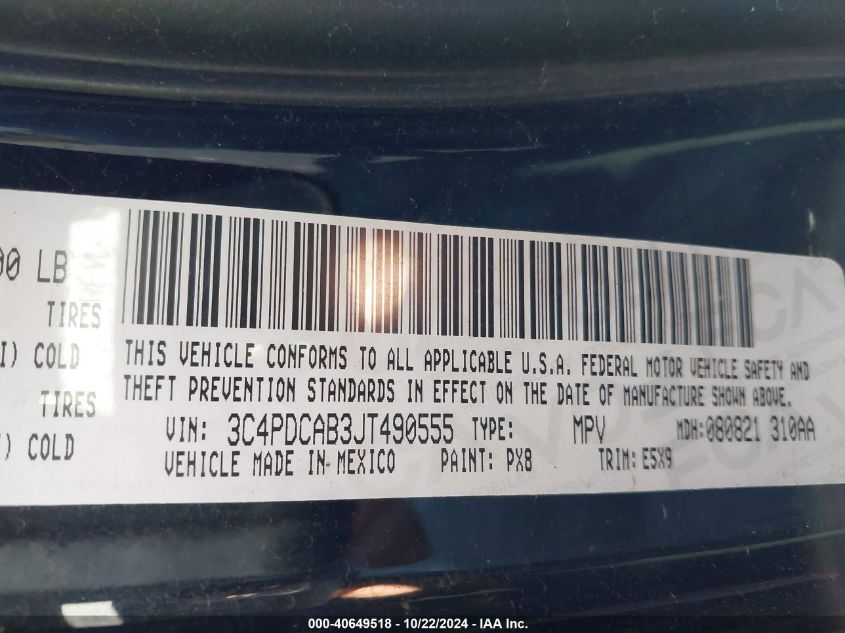 00 LB
TIRES
I) COLD
TIRES
) COLD
THIS VEHICLE CONFORMS TO ALL APPLICABLE U.S.A. FEDERAL MOTOR VEHICLE SAFETY AND
THEFT PREVENTION STANDARDS IN EFFECT ON THE DATE OF MANUFACTURE SHOWN ABOVE.
VIN: 3C4PDCAB3JT490555 TYPE: MPV MDH: 080821 310AA
VEHICLE MADE IN MEXICO PAINT: PX8 TRIM: E5X9
000-40649518 - 10/22/2024 - IAA Inc.